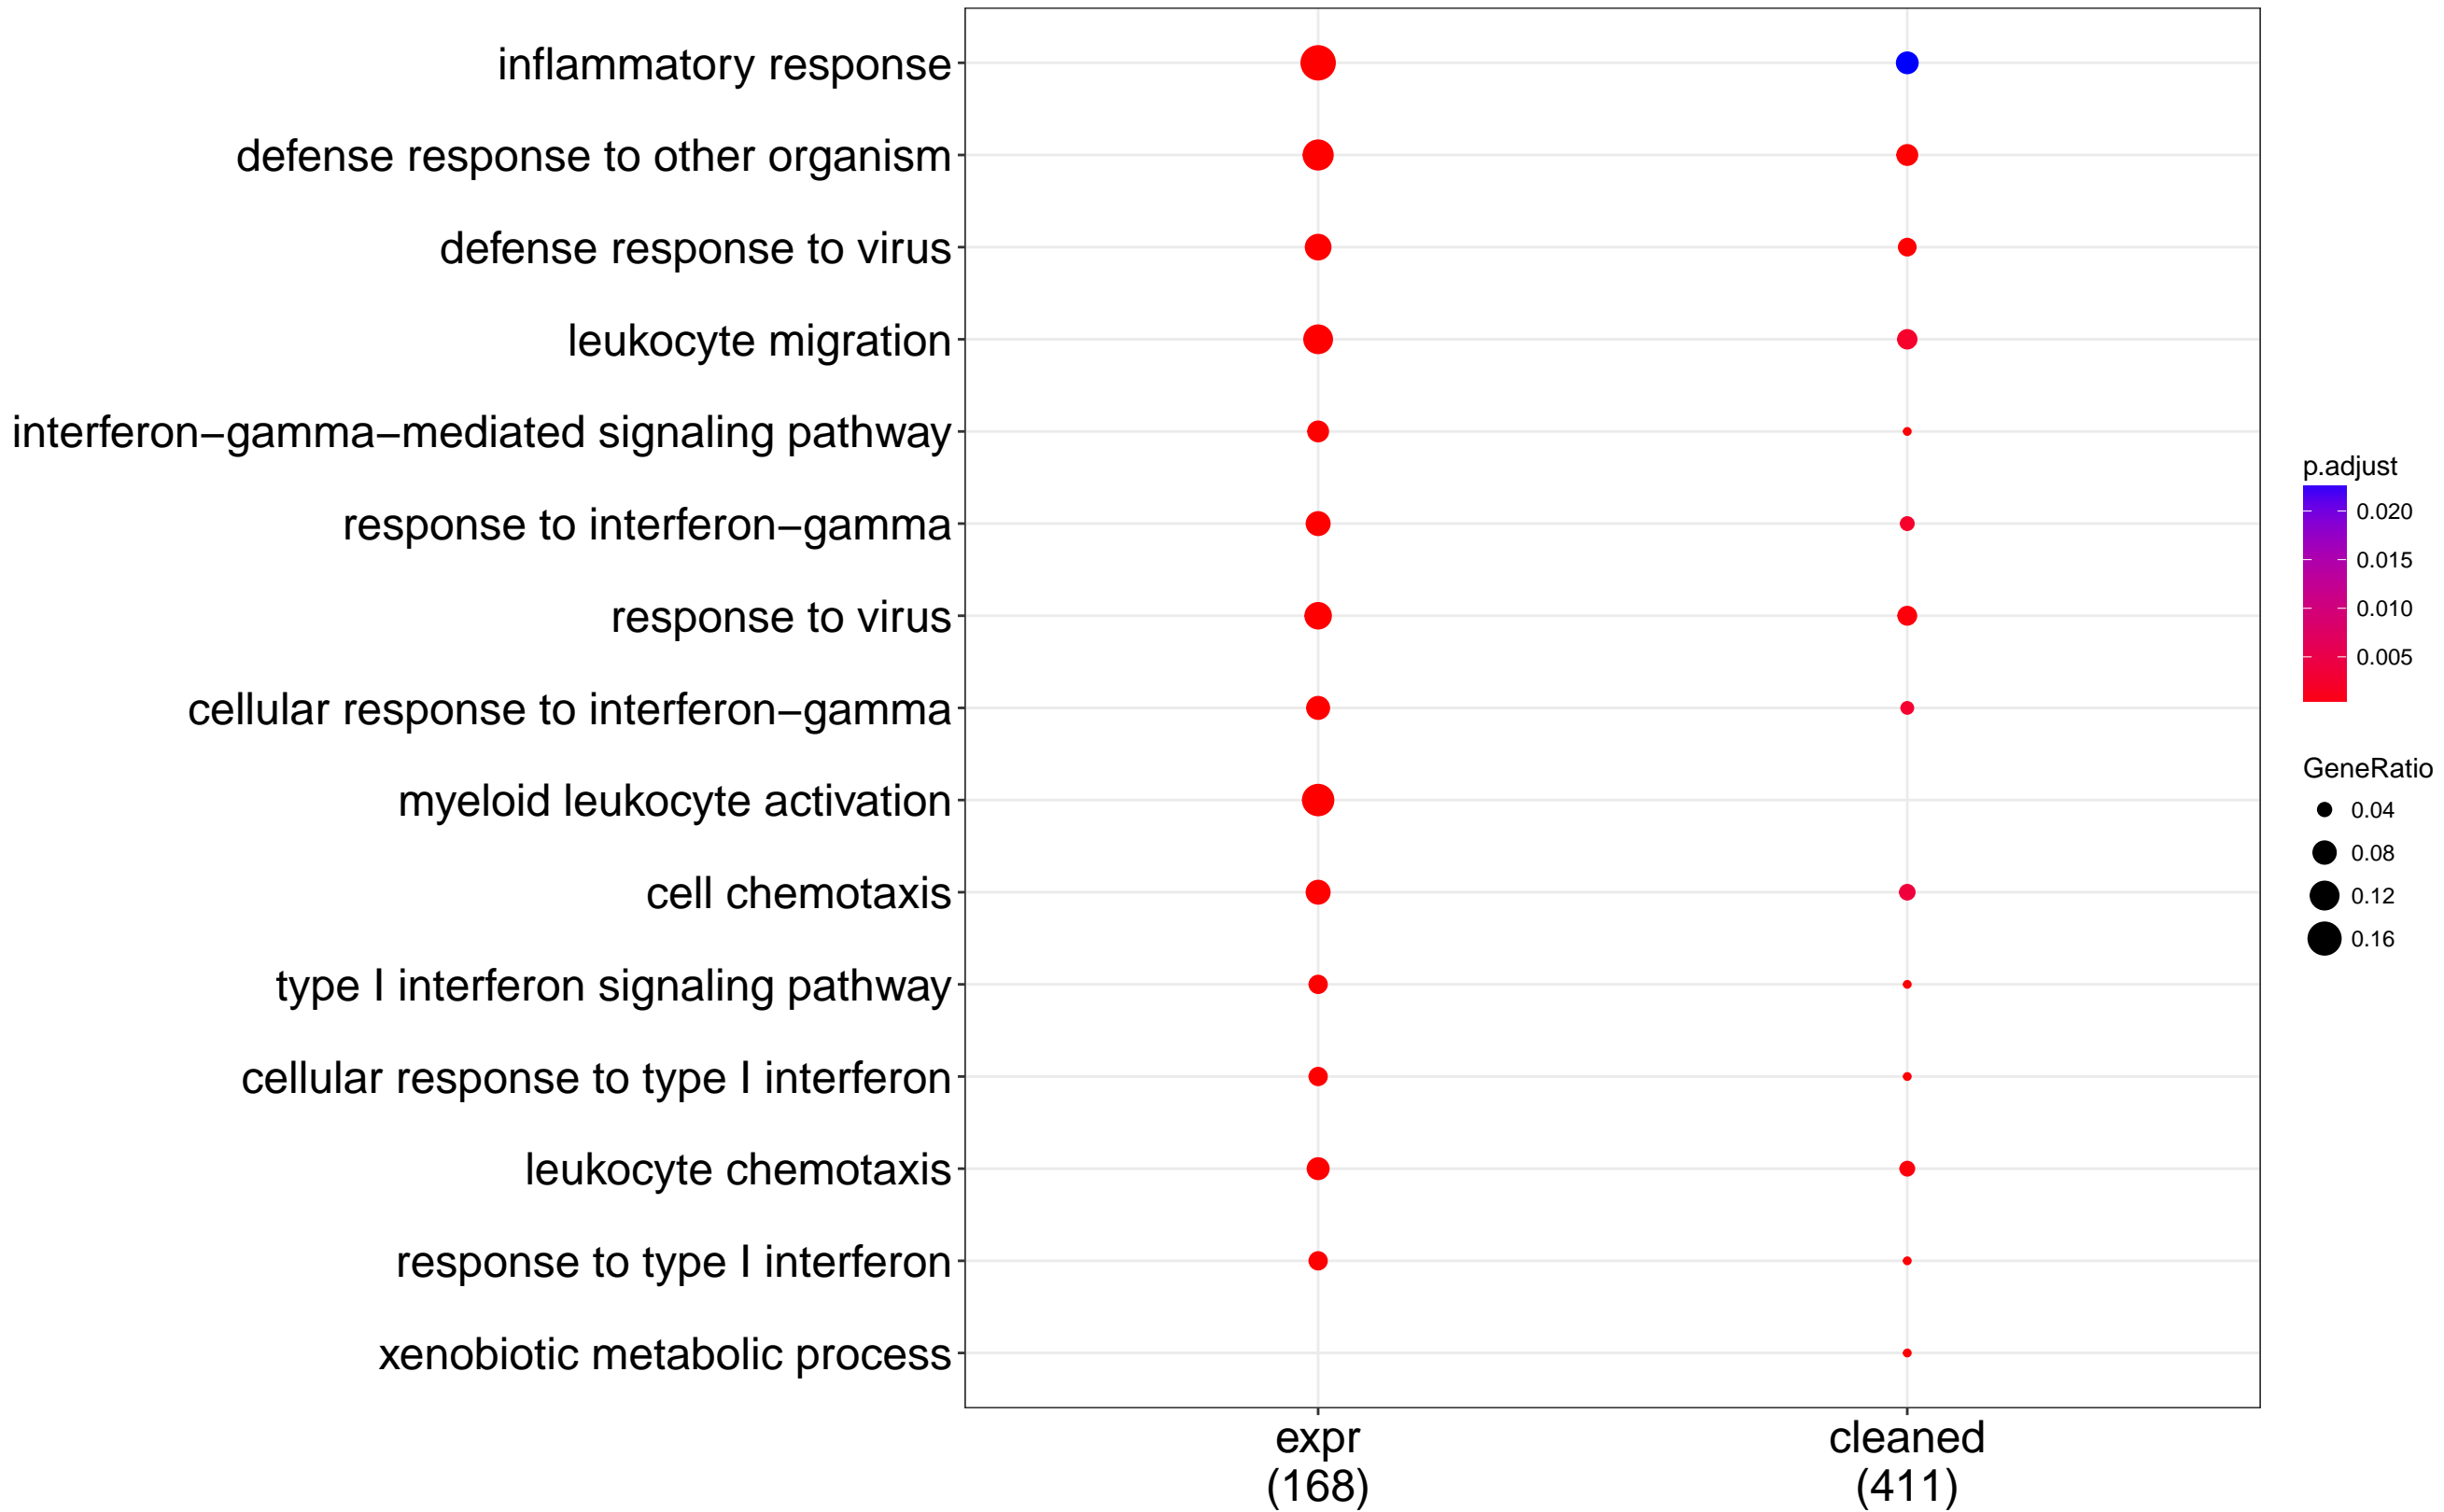 inflammatory response
defense response to other organism
defense response to virus
leukocyte migration
interferon−gamma−mediated signaling pathway
response to interferon−gamma
response to virus
cellular response to interferon−gamma
myeloid leukocyte activation
cell chemotaxis
type I interferon signaling pathway
cellular response to type I interferon
leukocyte chemotaxis
response to type I interferon
xenobiotic metabolic process
expr
(168)
cleaned
(411)
p.adjust
0.020
0.015
0.010
0.005
GeneRatio
0.04
0.08
0.12
0.16